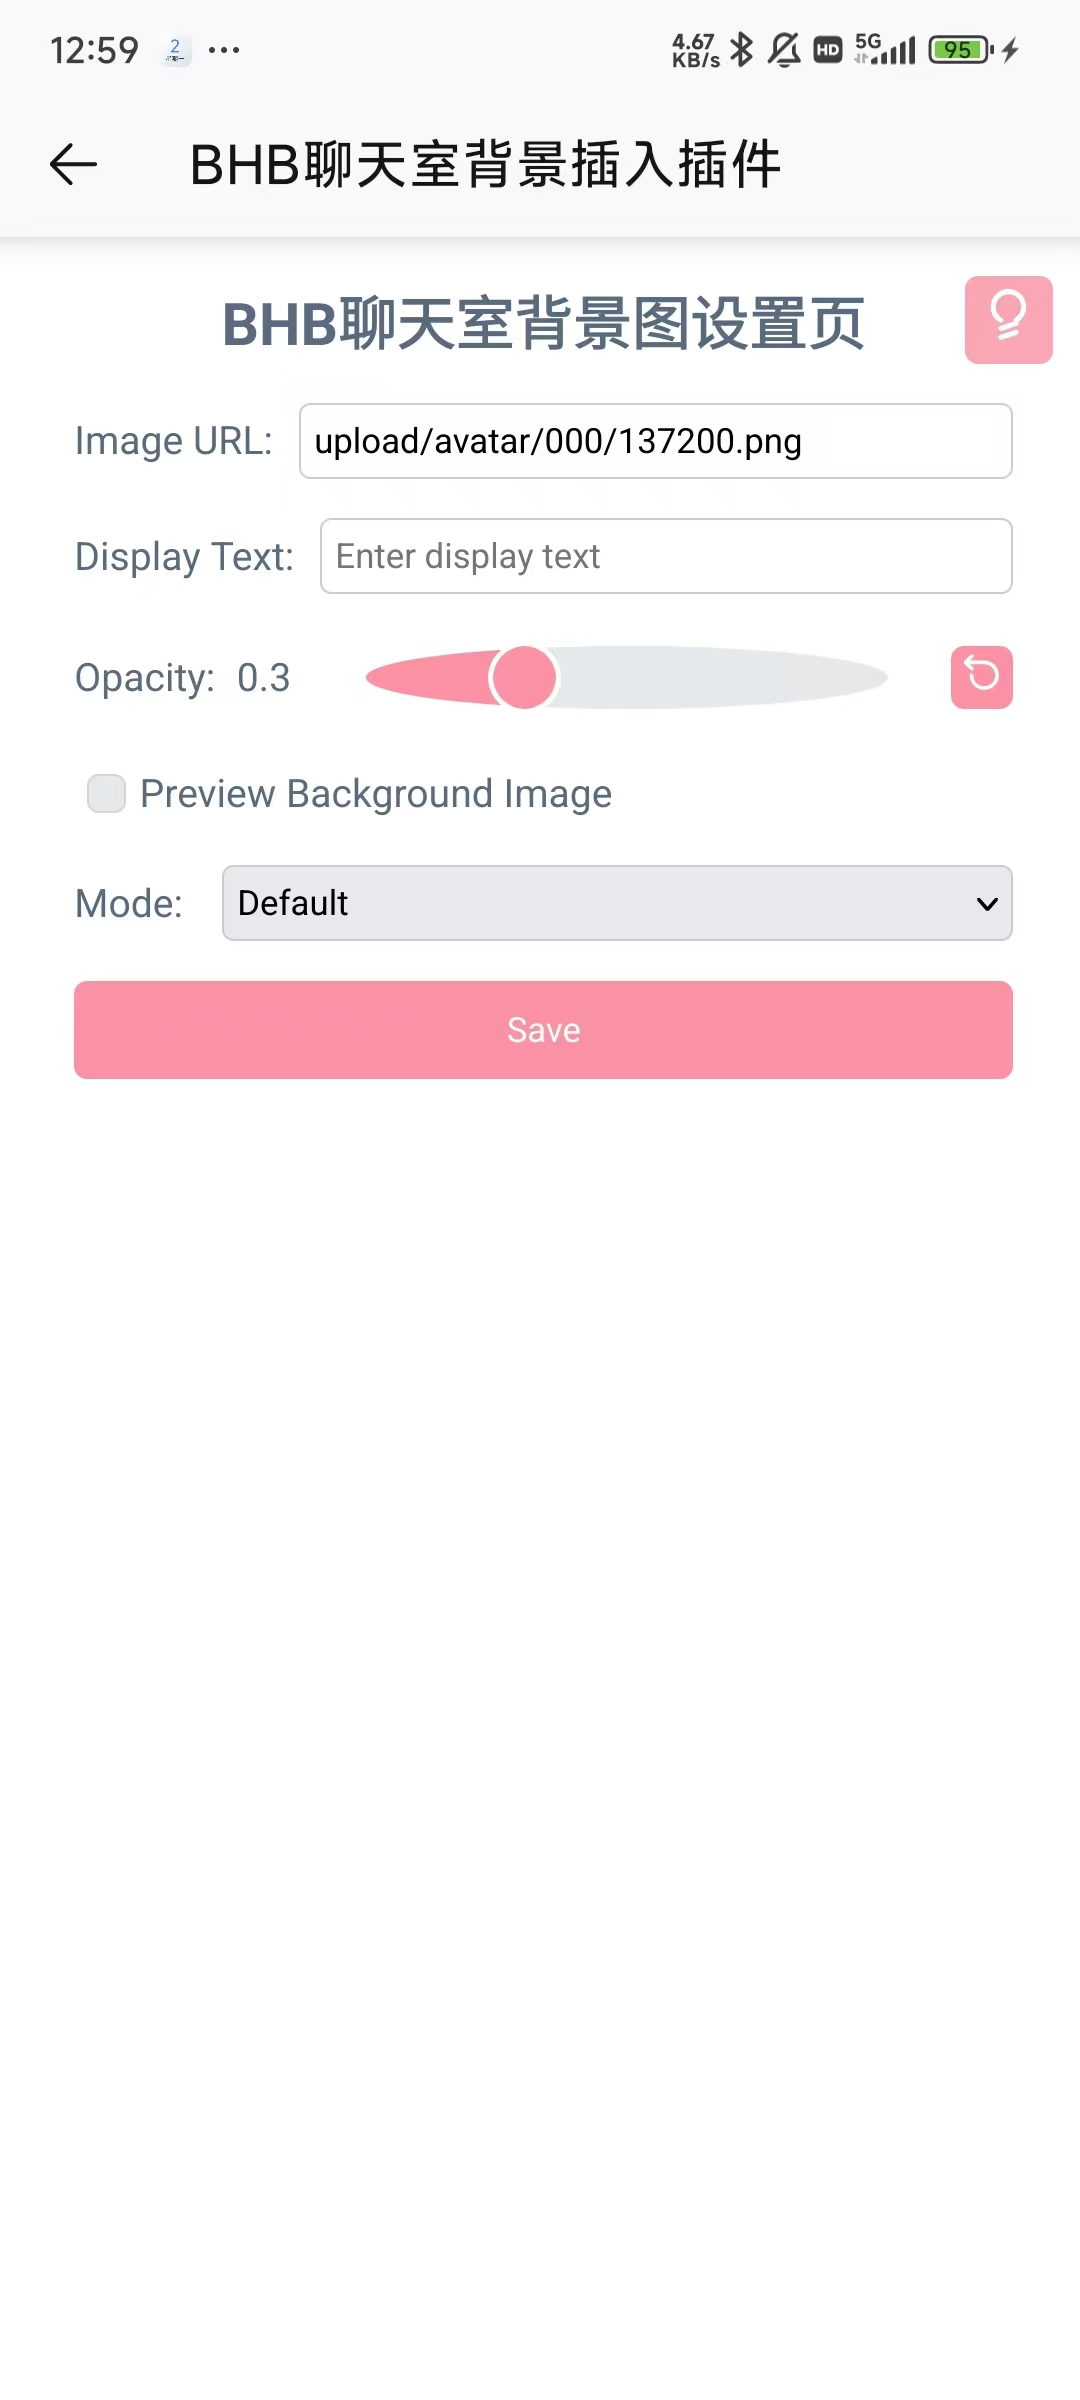 12:59 2 ... 4.67 KB/s HD 5G 95
BHB聊天室背景插入插件
BHB聊天室背景图设置页
Image URL: upload/avatar/000/137200.png
Display Text: Enter display text
Opacity: 0.3
Preview Background Image
Mode: Default
Save